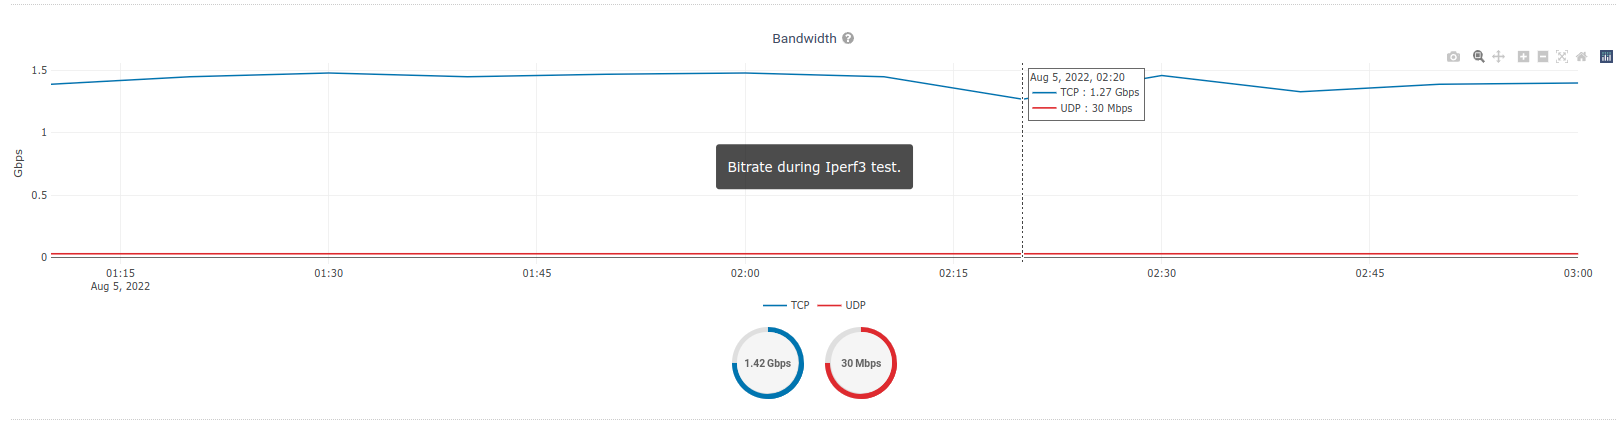 Bandwidth
Aug 5, 2022, 02:20
TCP : 1.27 Gbps
UDP : 30 Mbps
Gbps
1.5
1
0.5
0
Bitrate during Iperf3 test.
01:15
Aug 5, 2022
01:30
01:45
02:00
02:15
02:30
02:45
03:00
TCP
UDP
1.42 Gbps
30 Mbps